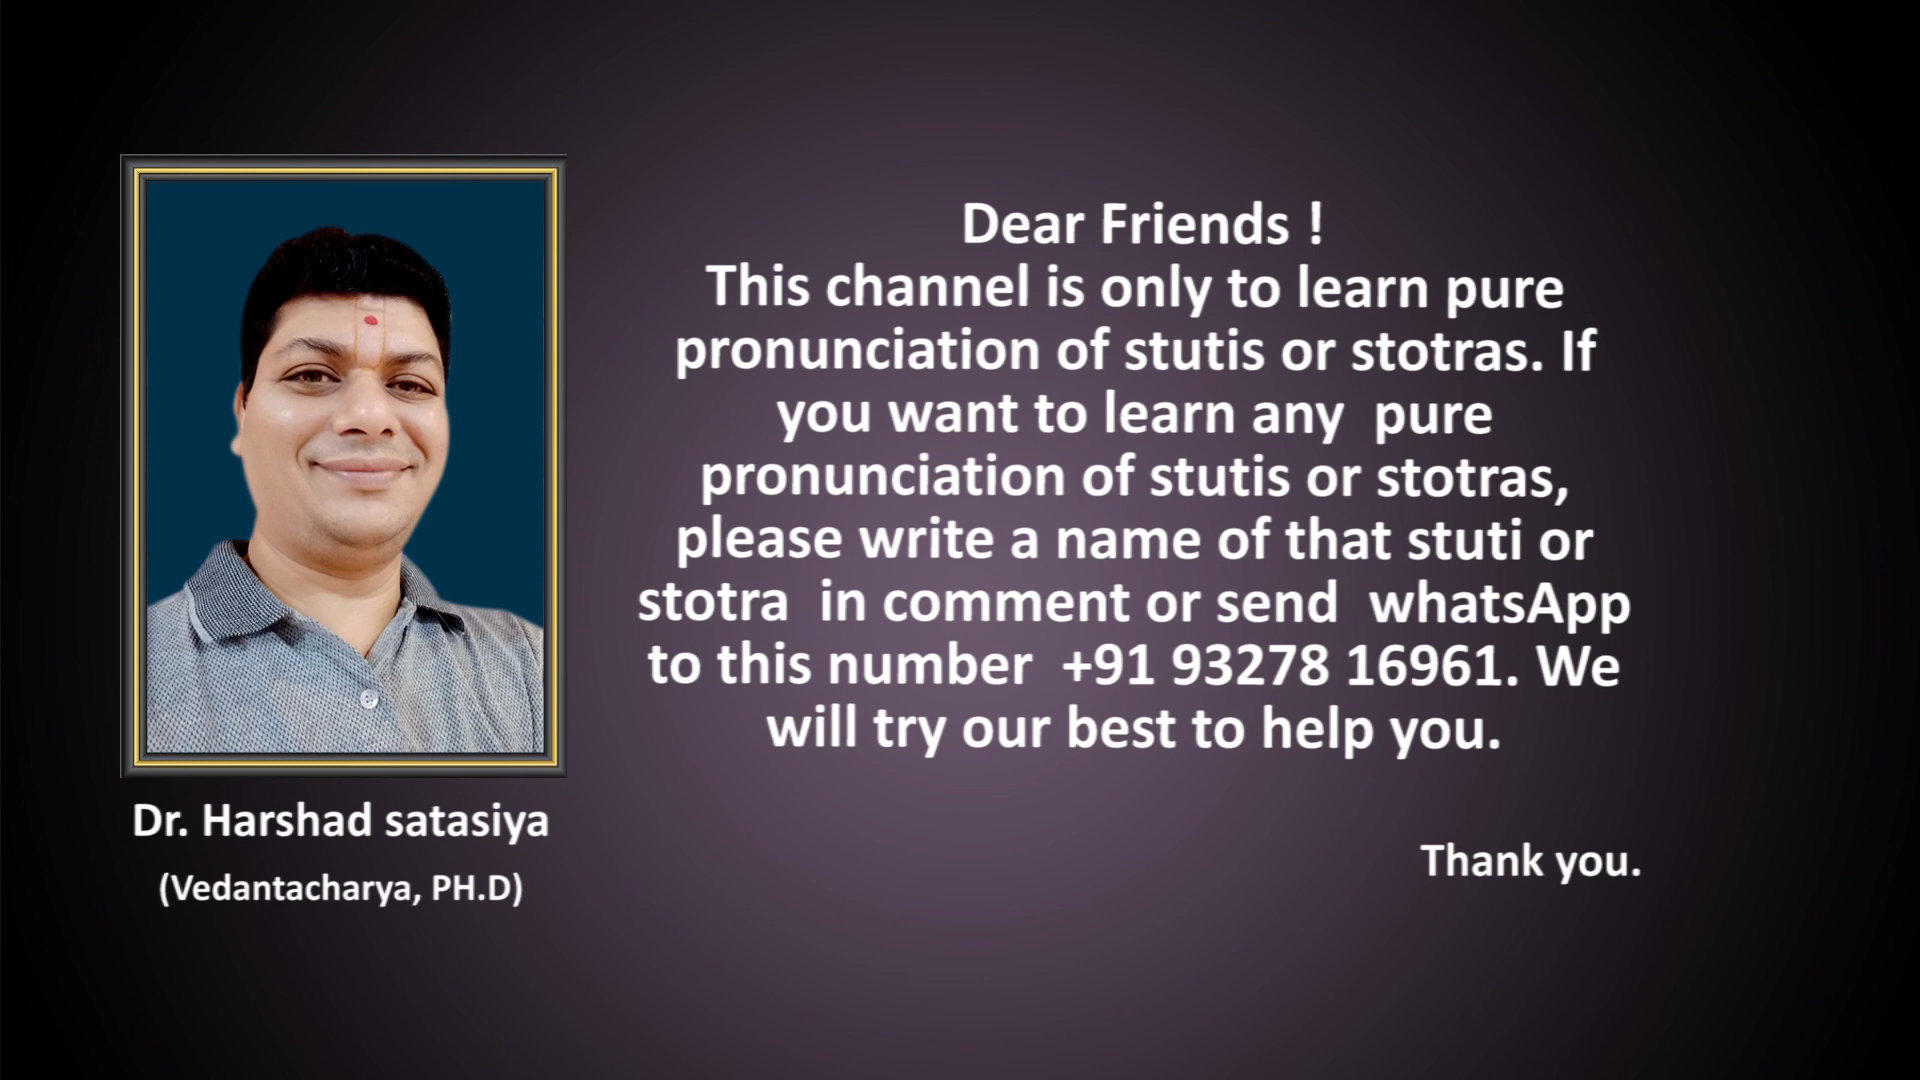 Dear Friends !
This channel is only to learn pure
pronunciation of stutis or stotras. If
you want to learn any  pure
pronunciation of stutis or stotras,
please write a name of that stuti or
stotra  in comment or send  whatsApp
to this number  +91 93278 16961. We
will try our best to help you.
Thank you.
Dr. Harshad satasiya
(Vedantacharya, PH.D)